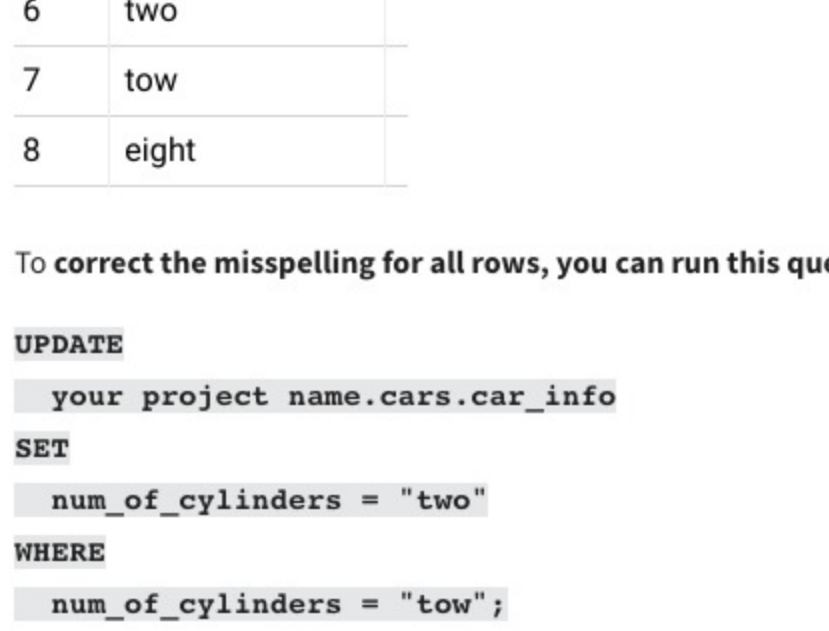 6 two
7 tow
8 eight
To correct the misspelling for all rows, you can run this
UPDATE
your project name.cars.car_info
SET
num_of_cylinders = "two"
WHERE
num_of_cylinders = "tow";